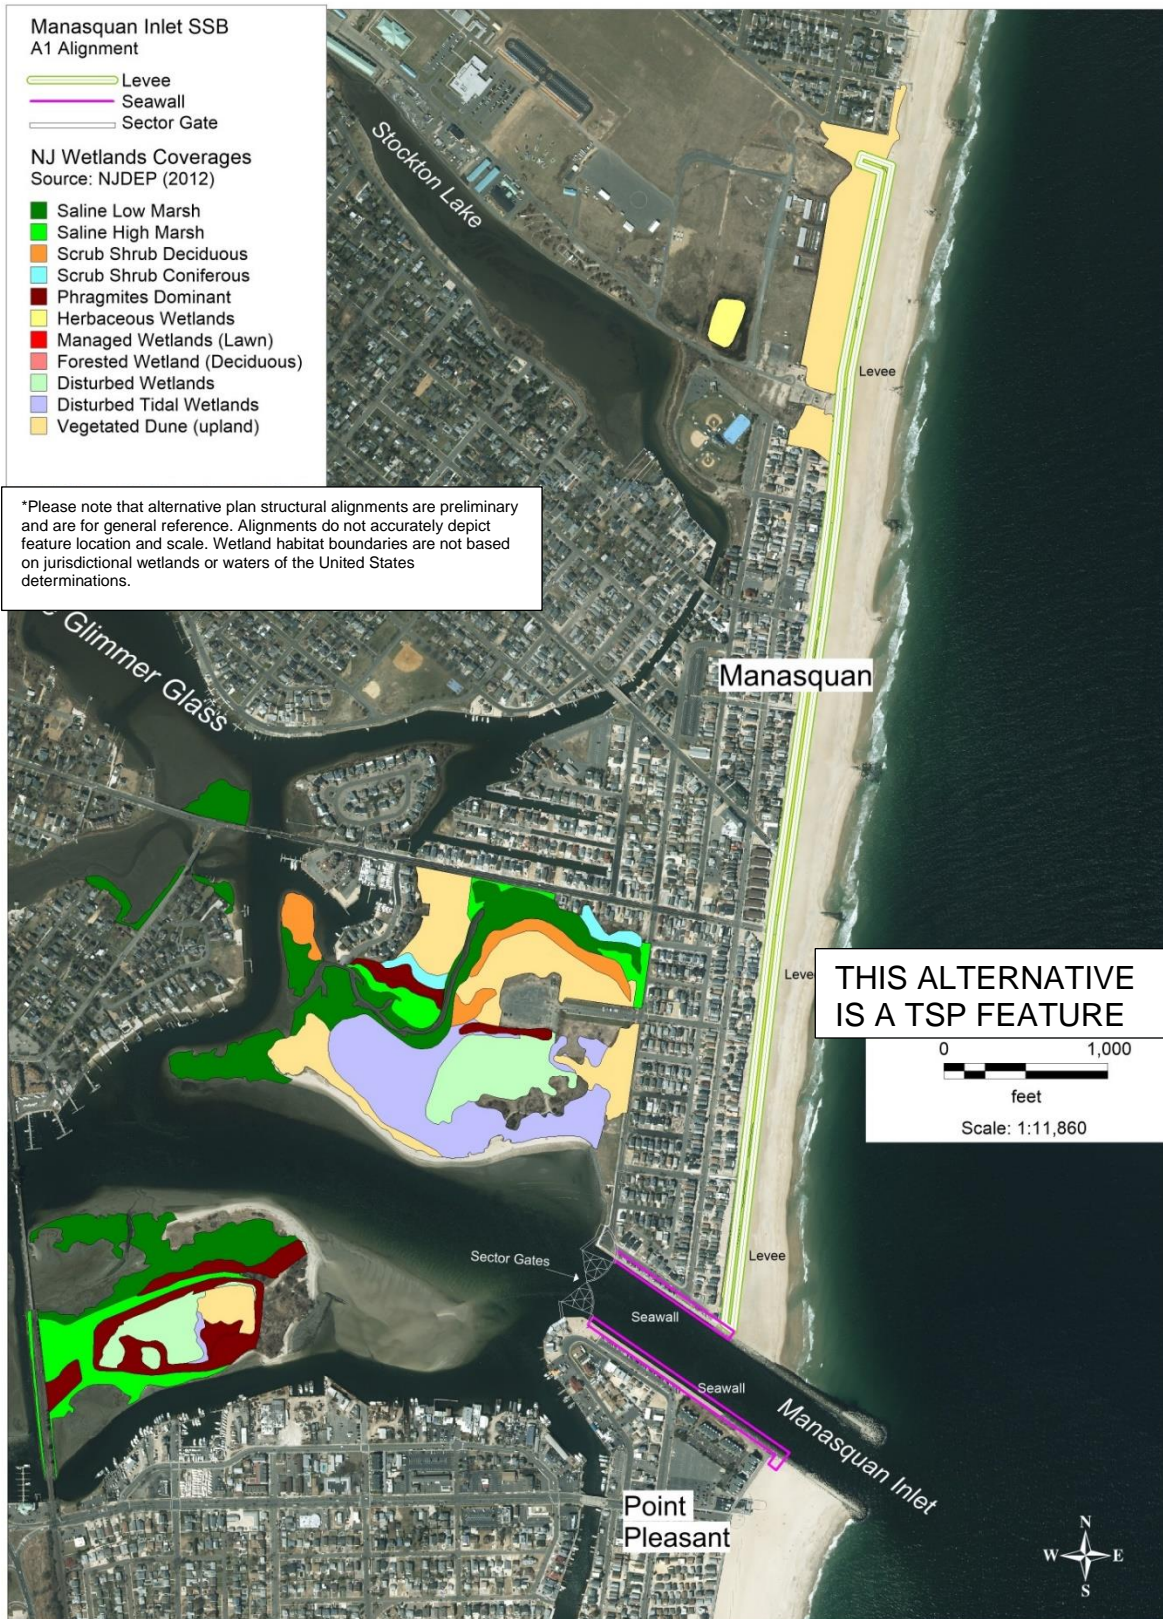 Manasquan Inlet SSB
A1 Alignment
Levee
Seawall
Sector Gate
NJ Wetlands Coverages
Source: NJDEP (2012)
Saline Low Marsh
Saline High Marsh
Scrub Shrub Deciduous
Scrub Shrub Coniferous
Phragmites Dominant
Herbaceous Wetlands
Managed Wetlands (Lawn)
Forested Wetland (Deciduous)
Disturbed Wetlands
Disturbed Tidal Wetlands
Vegetated Dune (upland)
*Please note that alternative plan structural alignments are preliminary
and are for general reference. Alignments do not accurately depict
feature location and scale. Wetland habitat boundaries are not based
on jurisdictional wetlands or waters of the United States
determinations.
Stockton Lake
Levee
Glimmer Glass
Manasquan
Leve
THIS ALTERNATIVE
IS A TSP FEATURE
0 1,000
feet
Scale: 1:11,860
Levee
Sector Gates
Seawall
Seawall
Manasquan Inlet
Point
Pleasant
N
W E
S